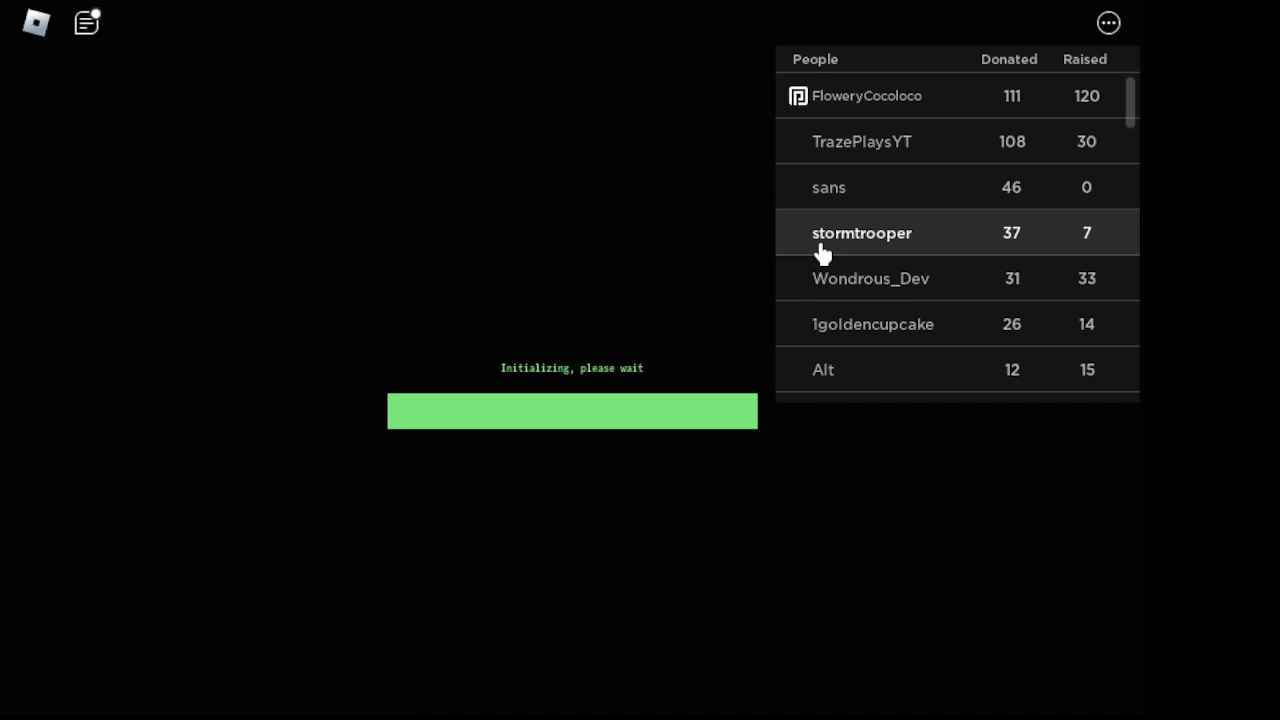 People Donated Raised
FloweryCocoloco 111 120
TrazePlaysYT 108 30
sans 46 0
stormtrooper 37 7
Wondrous_Dev 31 33
1goldencupcake 26 14
Alt 12 15
Initializing, please wait